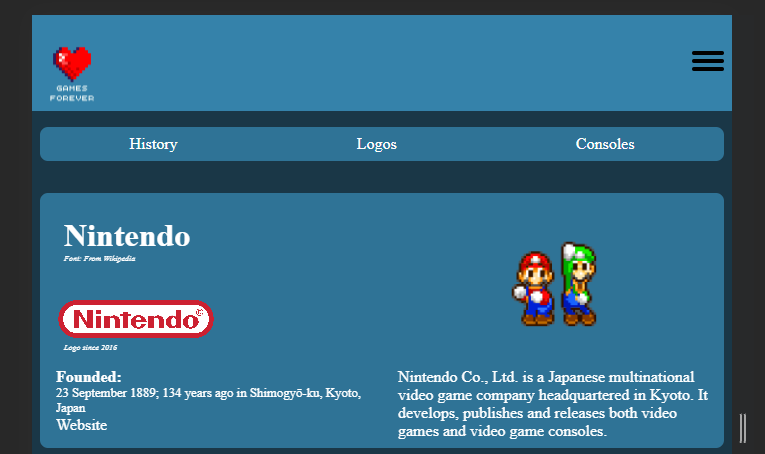 GAMES
FOREVER
History Logos Consoles
Nintendo
Font: From Wikipedia
Nintendo®
Logo since 2016
Founded:
23 September 1889; 134 years ago in Shimogyō-ku, Kyoto,
Japan
Website
Nintendo Co., Ltd. is a Japanese multinational
video game company headquartered in Kyoto. It
develops, publishes and releases both video
games and video game consoles.